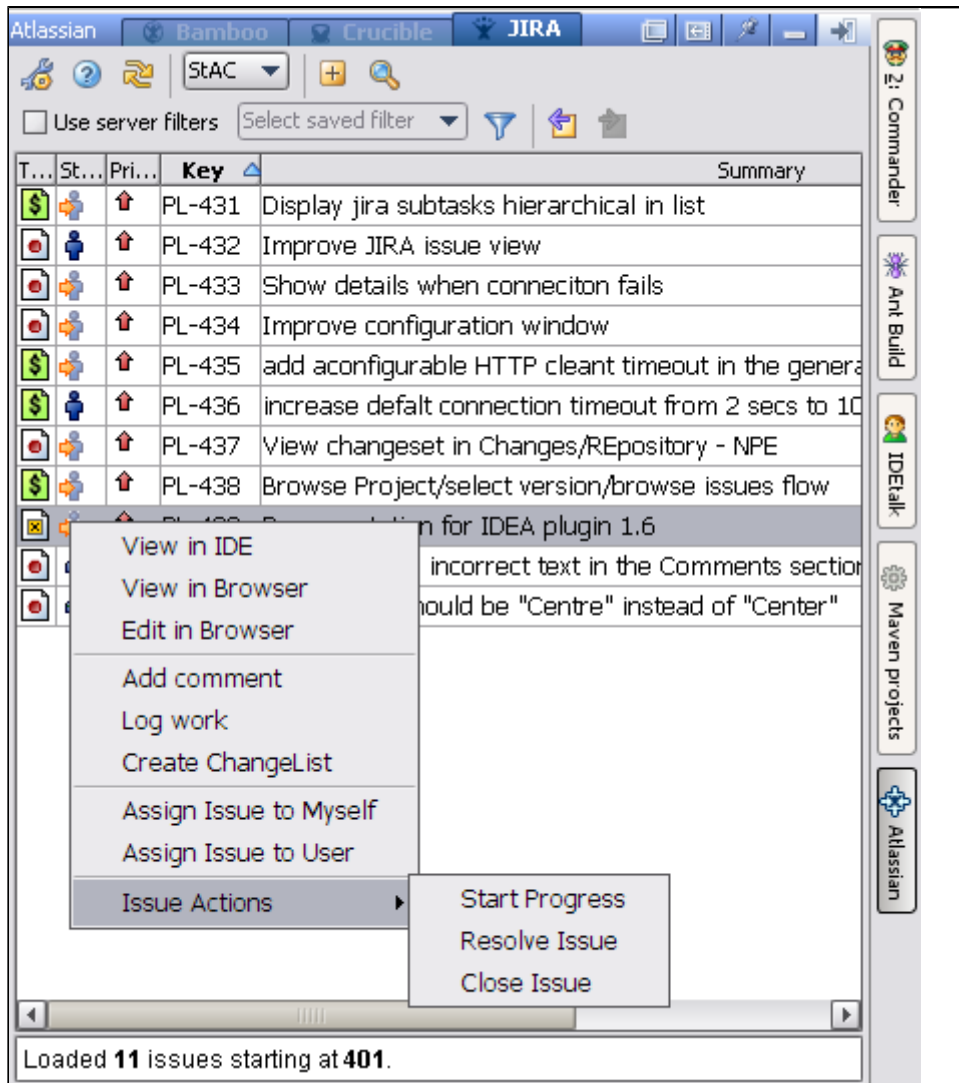 Atlassian Bamboo Crucible JIRA
StAC
Use server filters Select saved filter
T... St... Pri... Key Summary
PL-431 Display jira subtasks hierarchical in list
PL-432 Improve JIRA issue view
PL-433 Show details when conneciton fails
PL-434 Improve configuration window
PL-435 add aconfigurable HTTP cleant timeout in the genera
PL-436 increase defalt connection timeout from 2 secs to 10
PL-437 View changeset in Changes/REpository - NPE
PL-438 Browse Project/select version/browse issues flow
n for IDEA plugin 1.6
incorrect text in the Comments section
ould be "Centre" instead of "Center"
View in IDE
View in Browser
Edit in Browser
Add comment
Log work
Create ChangeList
Assign Issue to Myself
Assign Issue to User
Issue Actions
Start Progress
Resolve Issue
Close Issue
Loaded 11 issues starting at 401.
2: Commander
Ant Build
IDEtalk
Maven projects
Atlassian